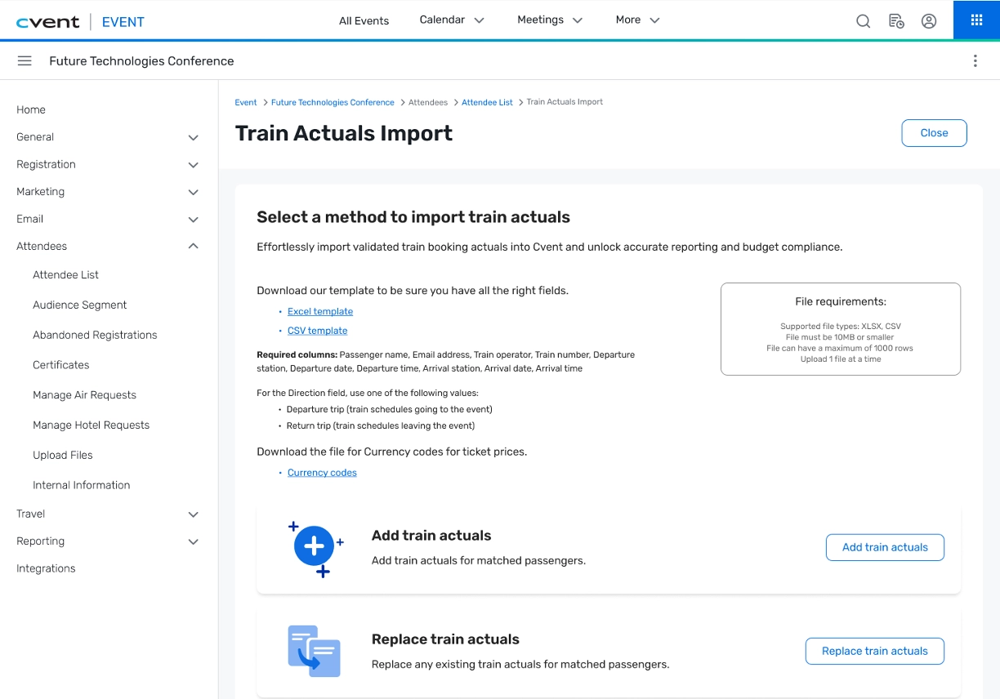 cvent EVENT
All Events Calendar Meetings More
Future Technologies Conference
Home
General
Registration
Marketing
Email
Attendees
Attendee List
Audience Segment
Abandoned Registrations
Certificates
Manage Air Requests
Manage Hotel Requests
Upload Files
Internal Information
Travel
Reporting
Integrations
Event > Future Technologies Conference > Attendees > Attendee List > Train Actuals Import
Train Actuals Import
Close
Select a method to import train actuals
Effortlessly import validated train booking actuals into Cvent and unlock accurate reporting and budget compliance.
Download our template to be sure you have all the right fields.
• Excel template
• CSV template
Required columns: Passenger name, Email address, Train operator, Train number, Departure
station, Departure date, Departure time, Arrival station, Arrival date, Arrival time
For the Direction field, use one of the following values:
• Departure trip (train schedules going to the event)
• Return trip (train schedules leaving the event)
Download the file for Currency codes for ticket prices.
• Currency codes
File requirements:
Supported file types: XLSX, CSV
File must be 10MB or smaller
File can have a maximum of 1000 rows
Upload 1 file at a time
Add train actuals
Add train actuals for matched passengers.
Add train actuals
Replace train actuals
Replace any existing train actuals for matched passengers.
Replace train actuals